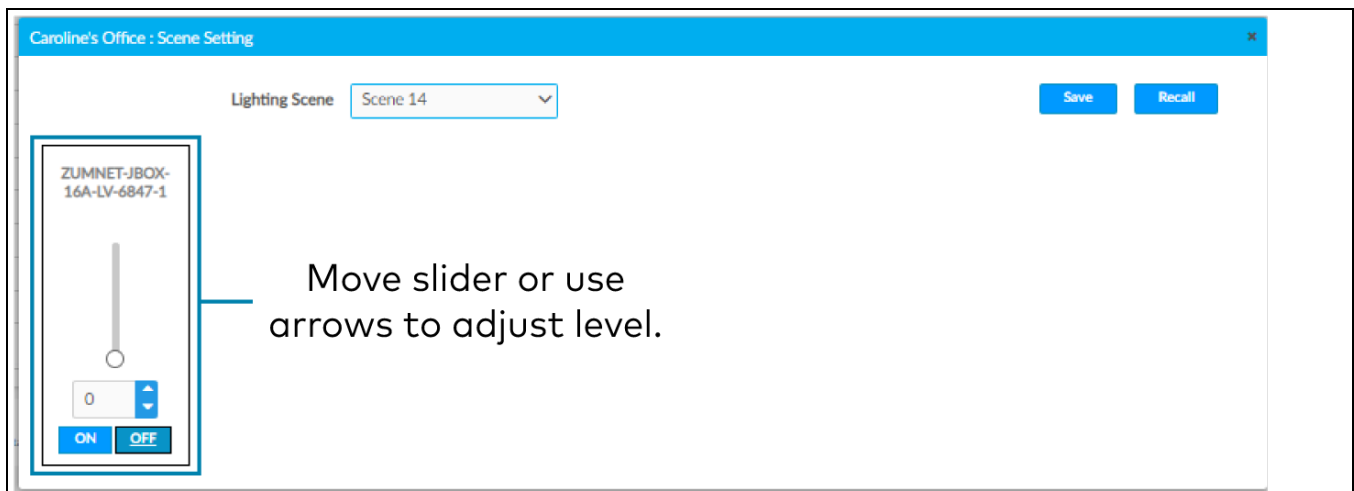 Caroline's Office : Scene Setting
Lighting Scene Scene 14 Save Recall
ZUMNET-JBOX-
16A-LV-6847-1
Move slider or use
arrows to adjust level.
0
ON OFF